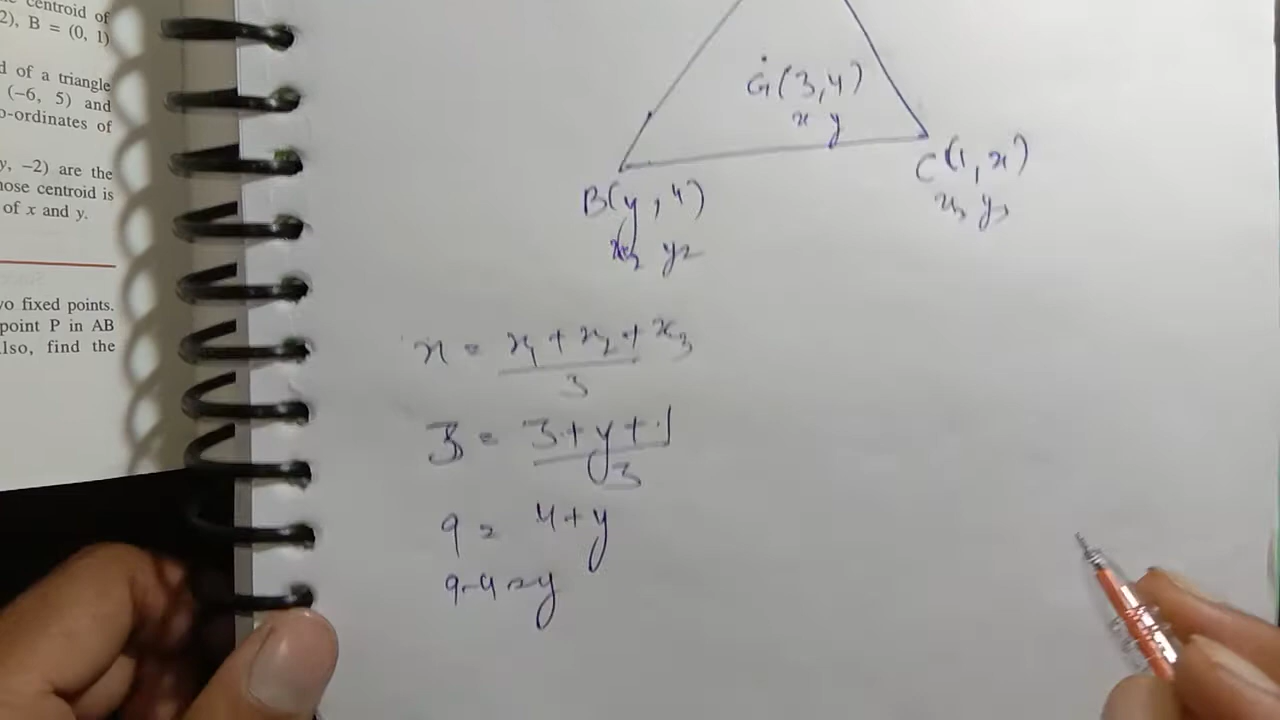 centroid of
2), B = (0, 1)
d of a triangle
(−6, 5) and
o-ordinates of
y, −2) are the
hose centroid is
of x and y.
vo fixed points.
point P in AB
lso, find the
G(3,4)
x y
C(1, x)
x3 y3
B(y, 4)
x2 y2
x = x1 + x2 + x3
3
3 = 3 + y + 1
3
9 = 4 + y
9-4 = y